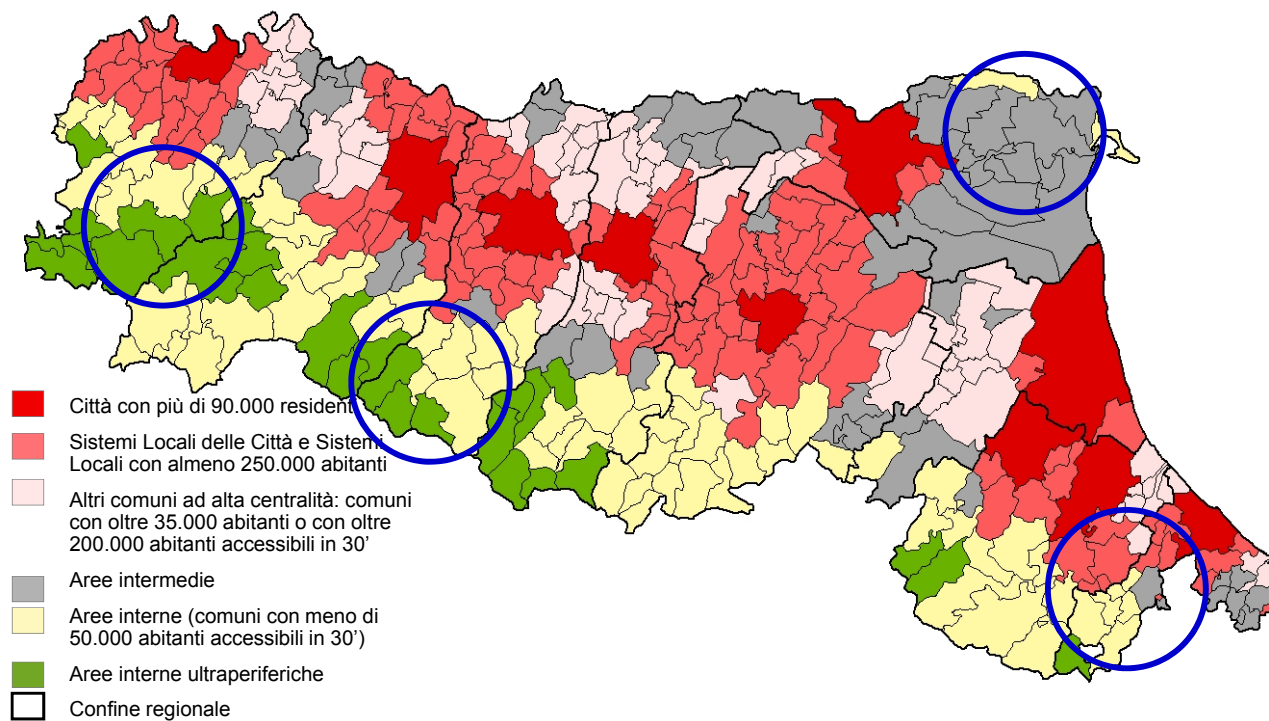 Città con più di 90.000 resident
Sistemi Locali delle Città e Sistemi
Locali con almeno 250.000 abitanti
Altri comuni ad alta centralità: comuni
con oltre 35.000 abitanti o con oltre
200.000 abitanti accessibili in 30’
Aree intermedie
Aree interne (comuni con meno di
50.000 abitanti accessibili in 30’)
Aree interne ultraperiferiche
Confine regionale